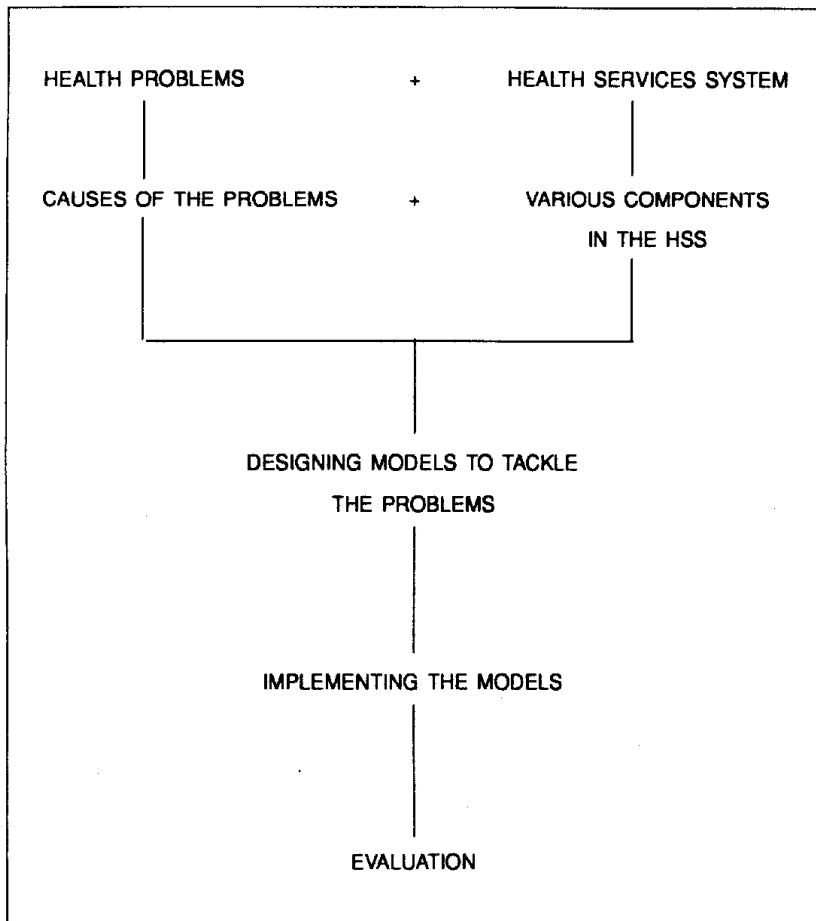 HEALTH PROBLEMS + HEALTH SERVICES SYSTEM
CAUSES OF THE PROBLEMS + VARIOUS COMPONENTS
IN THE HSS
DESIGNING MODELS TO TACKLE
THE PROBLEMS
IMPLEMENTING THE MODELS
EVALUATION